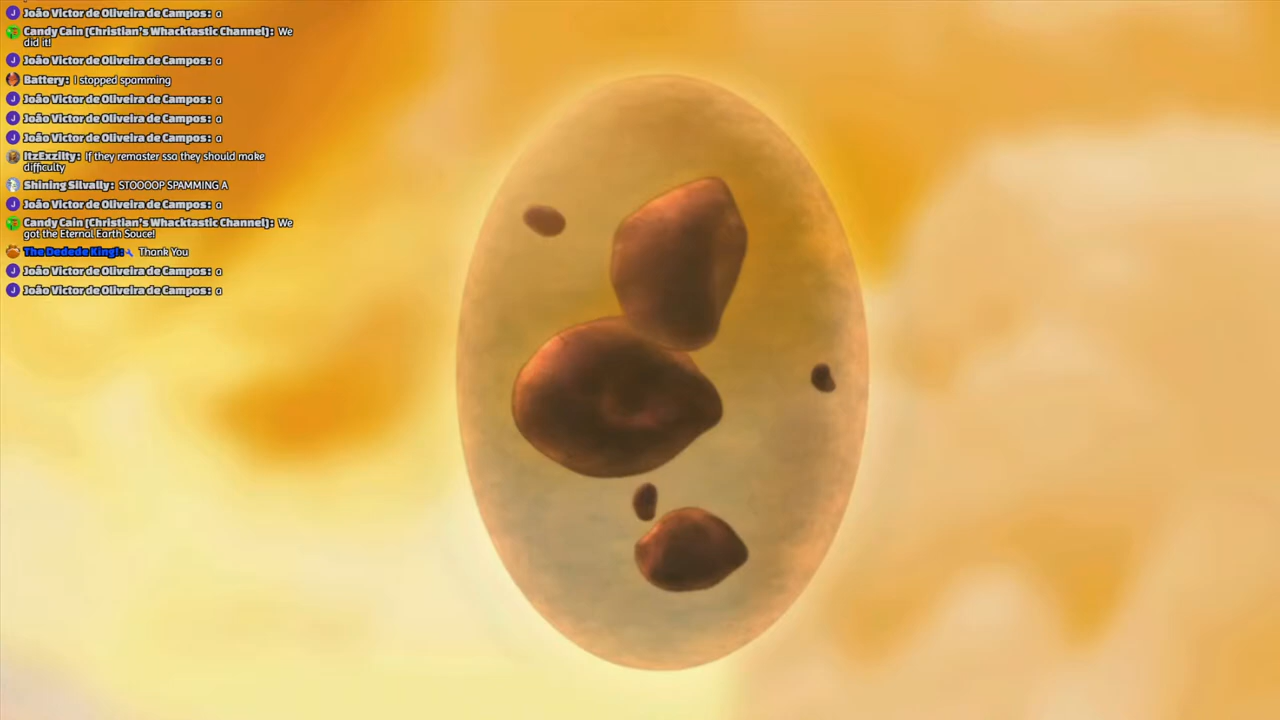 João Victor de Oliveira de Campos: a
Candy Cain [Christian's Whacktastic Channel]: We
did it!
João Victor de Oliveira de Campos: a
Battery: I stopped spamming
João Victor de Oliveira de Campos: a
João Victor de Oliveira de Campos: a
João Victor de Oliveira de Campos: a
ItzExzilty: If they remaster ssa they should make
difficulty
Shining Silvally: STOOOOP SPAMMING A
João Victor de Oliveira de Campos: a
Candy Cain [Christian's Whacktastic Channel]: We
got the Eternal Earth Souce!
The Dedede King!: Thank You
João Victor de Oliveira de Campos: a
João Victor de Oliveira de Campos: a